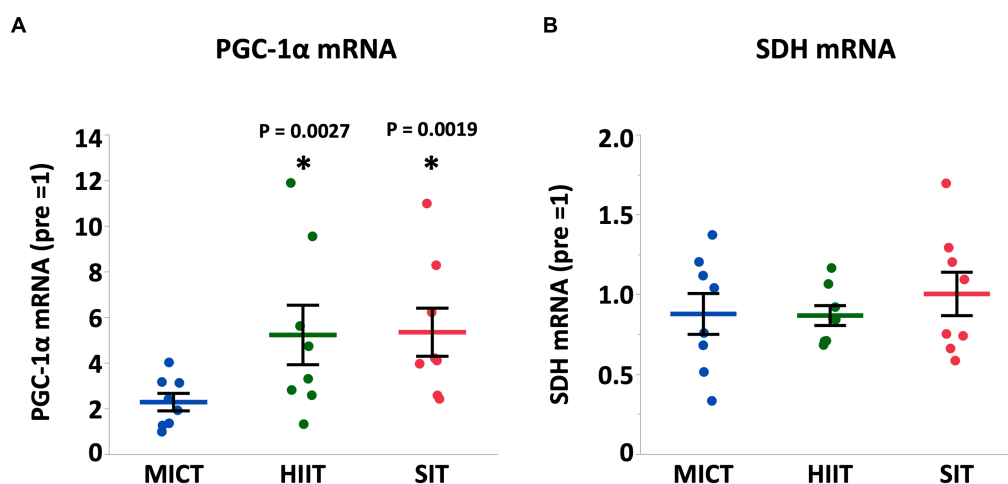 A
PGC-1α mRNA
PGC-1α mRNA (pre =1)
P = 0.0027
P = 0.0019
*
*
14
12
10
8
6
4
2
0
MICT
HIIT
SIT
B
SDH mRNA
SDH mRNA (pre =1)
2.0
1.5
1.0
0.5
0
MICT
HIIT
SIT